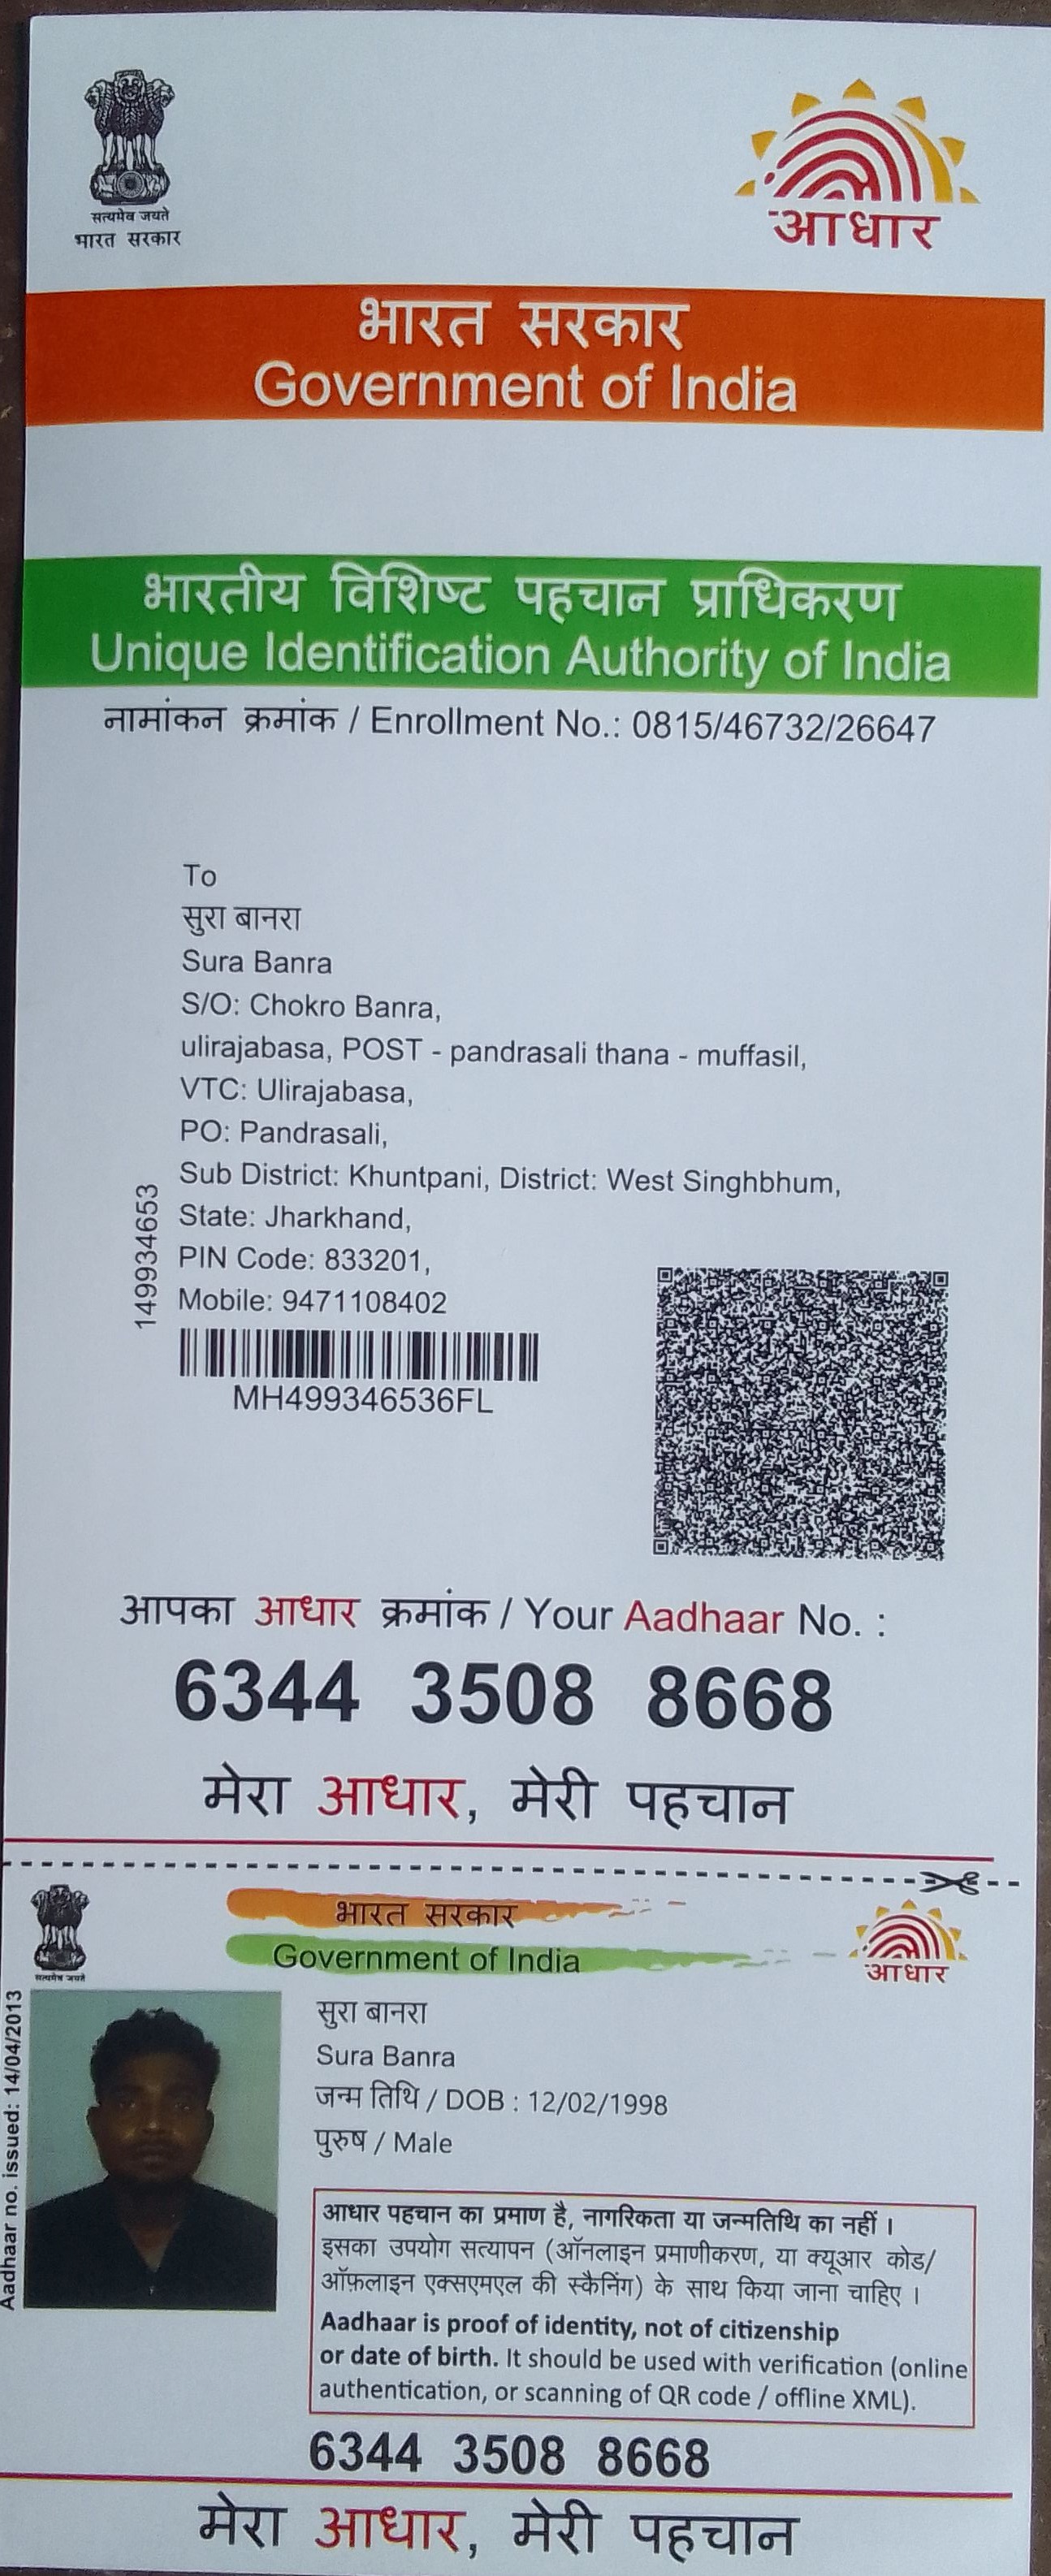 सत्यमेव जयते
भारत सरकार
आधार
भारत सरकार
Government of India
भारतीय विशिष्ट पहचान प्राधिकरण
Unique Identification Authority of India
नामांकन क्रमांक / Enrollment No.: 0815/46732/26647
To
सुरा बानरा
Sura Banra
S/O: Chokro Banra,
ulirajabasa, POST - pandrasali thana - muffasil,
VTC: Ulirajabasa,
PO: Pandrasali,
Sub District: Khuntpani, District: West Singhbhum,
State: Jharkhand,
PIN Code: 833201,
Mobile: 9471108402
149934653
MH499346536FL
आपका आधार क्रमांक / Your Aadhaar No. :
6344 3508 8668
मेरा आधार, मेरी पहचान
सत्यमेव जयते
भारत सरकार
Government of India
आधार
Aadhaar no. issued: 14/04/2013
सुरा बानरा
Sura Banra
जन्म तिथि / DOB : 12/02/1998
पुरुष / Male
आधार पहचान का प्रमाण है, नागरिकता या जन्मतिथि का नहीं ।
इसका उपयोग सत्यापन (ऑनलाइन प्रमाणीकरण, या क्यूआर कोड/
ऑफ़लाइन एक्सएमएल की स्कैनिंग) के साथ किया जाना चाहिए ।
Aadhaar is proof of identity, not of citizenship
or date of birth. It should be used with verification (online
authentication, or scanning of QR code / offline XML).
6344 3508 8668
मेरा आधार, मेरी पहचान